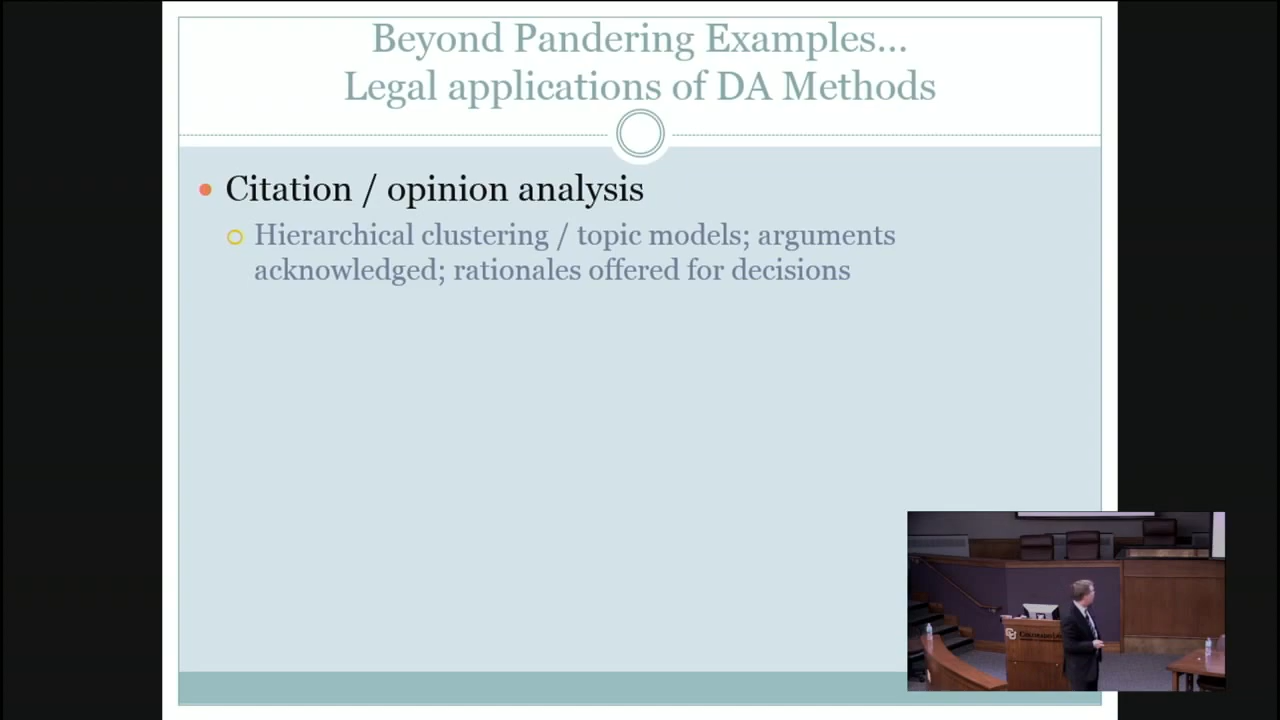 Beyond Pandering Examples…
Legal applications of DA Methods
Citation / opinion analysis
Hierarchical clustering / topic models; arguments
acknowledged; rationales offered for decisions